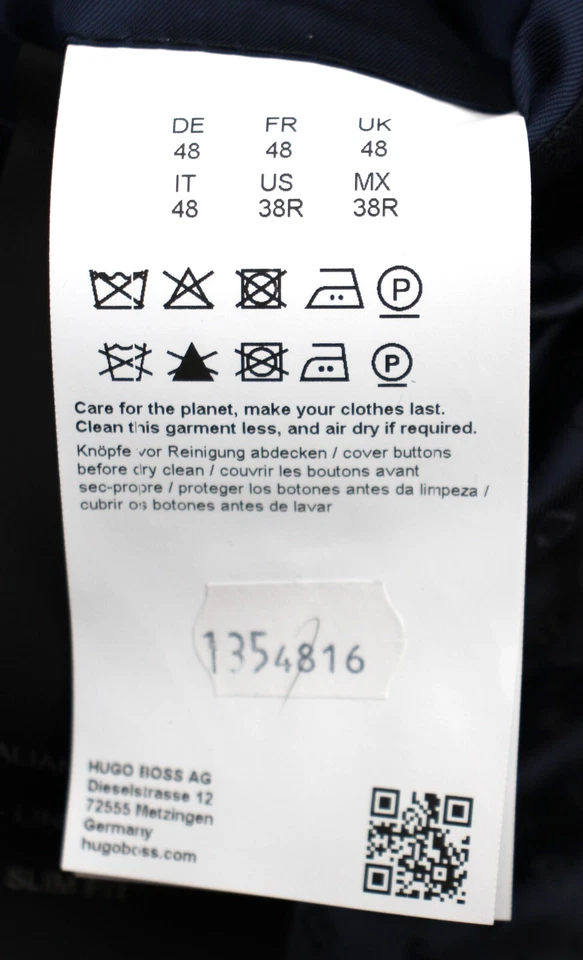 DE FR UK
48 48 48
IT US MX
48 38R 38R
P
P
Care for the planet, make your clothes last.
Clean this garment less, and air dry if required.
Knöpfe vor Reinigung abdecken / cover buttons
before dry clean / couvrir les boutons avant
sec-propre / proteger los botones antes da limpeza /
cubrir os botones antes de lavar
1354816
HUGO BOSS AG
Dieselstrasse 12
72555 Metzingen
Germany
hugoboss.com
SLIM FIT